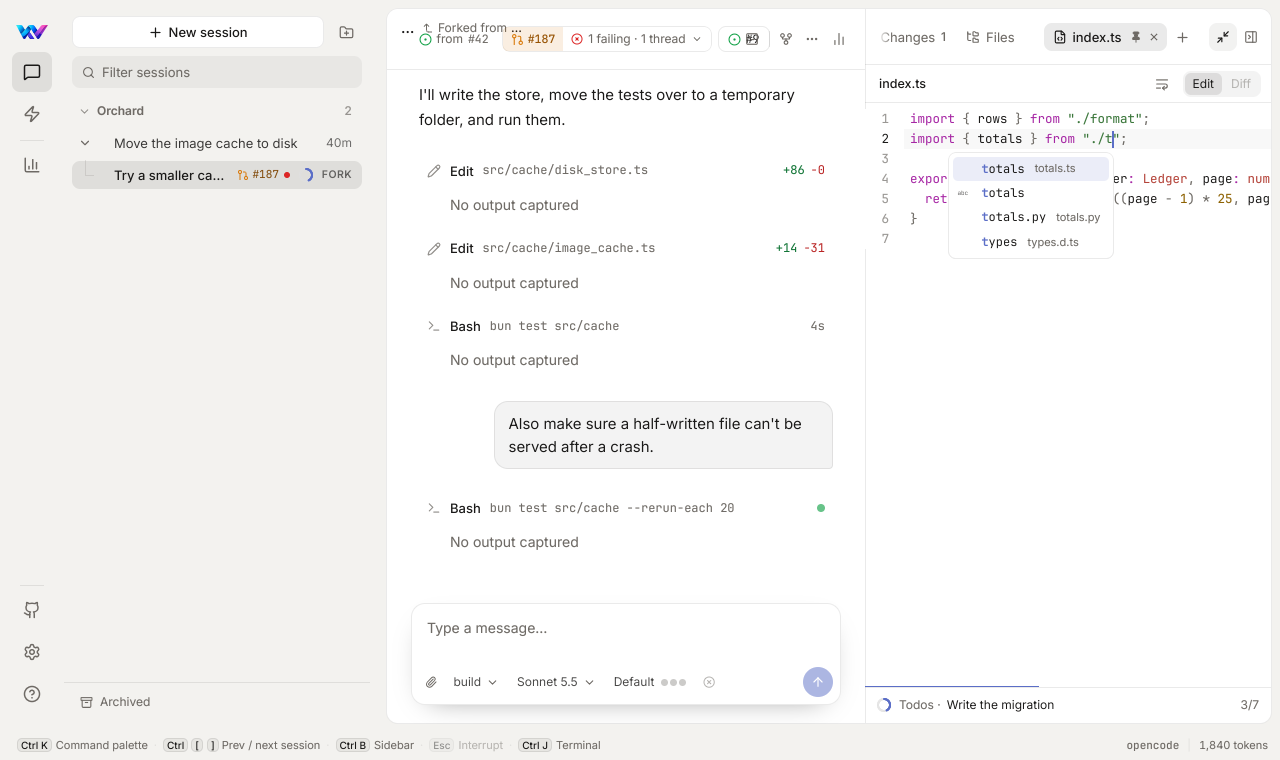 New session
Filter sessions
Orchard 2
Move the image cache to disk 40m
Try a smaller ca... #187 FORK
Archived
Forked from ...
from #42 #187 1 failing · 1 thread
I'll write the store, move the tests over to a temporary
folder, and run them.
Edit src/cache/disk_store.ts +86 -0
No output captured
Edit src/cache/image_cache.ts +14 -31
No output captured
Bash bun test src/cache 4s
No output captured
Also make sure a half-written file can't be
served after a crash.
Bash bun test src/cache --rerun-each 20
No output captured
Type a message...
build Sonnet 5.5 Default
Changes 1 Files index.ts
index.ts Edit Diff
1 import { rows } from "./format";
2 import { totals } from "./t";
3
4 expor er: Ledger, page: num
5 ret ((page - 1) * 25, pag
6 }
7
totals totals.ts
abc totals
totals.py totals.py
types types.d.ts
Todos · Write the migration 3/7
Ctrl K Command palette Ctrl [ ] Prev / next session Ctrl B Sidebar Esc Interrupt Ctrl J Terminal
opencode 1,840 tokens